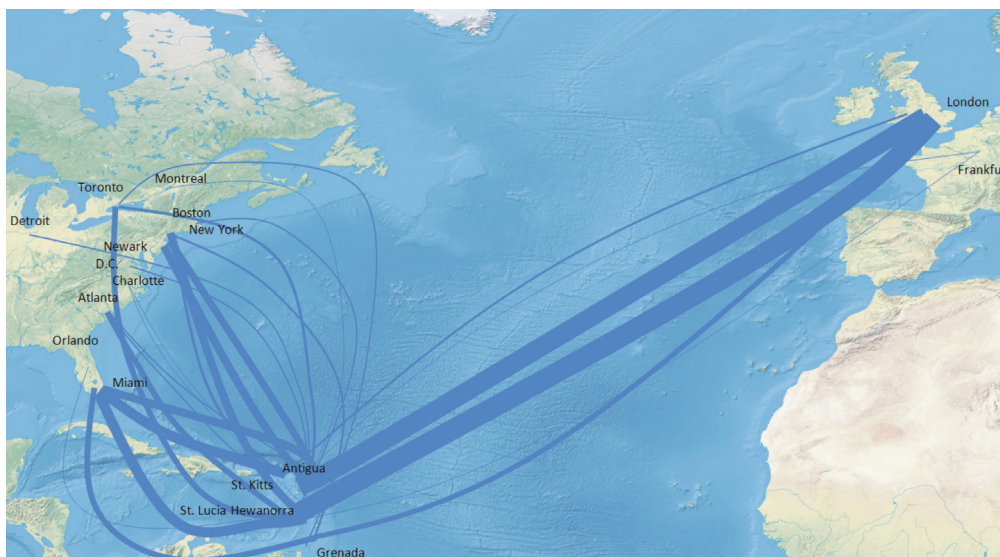 London
Frankfu
Montreal
Toronto
Boston
Detroit
New York
Newark
D.C.
Charlotte
Atlanta
Orlando
Miami
Antigua
St. Kitts
St. Lucia Hewanorra
Grenada